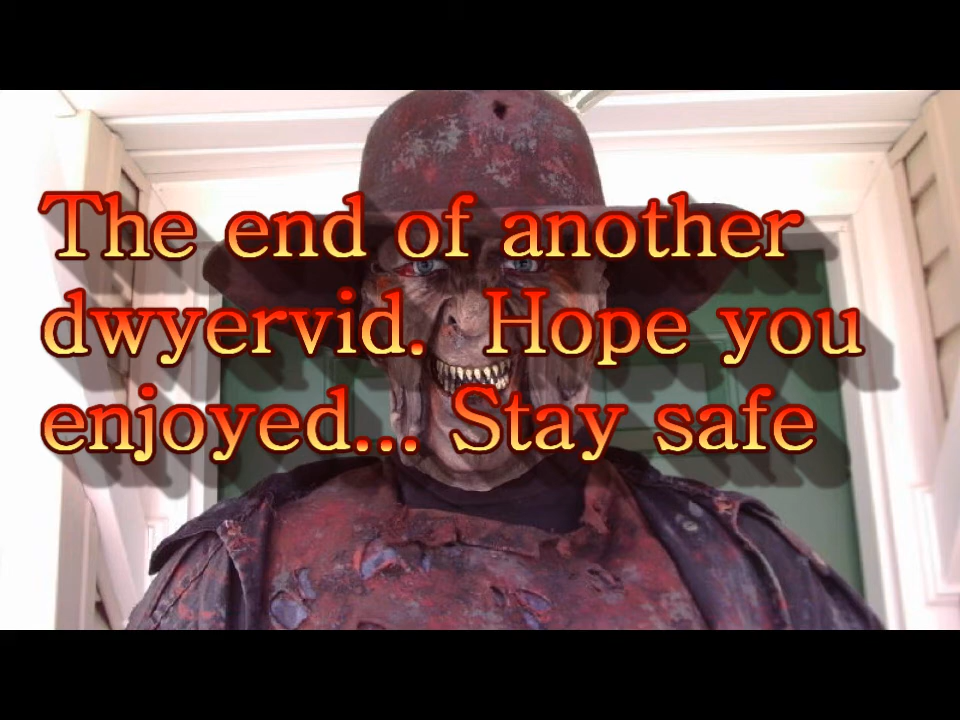 The end of another
dwyervid. Hope you
enjoyed... Stay safe